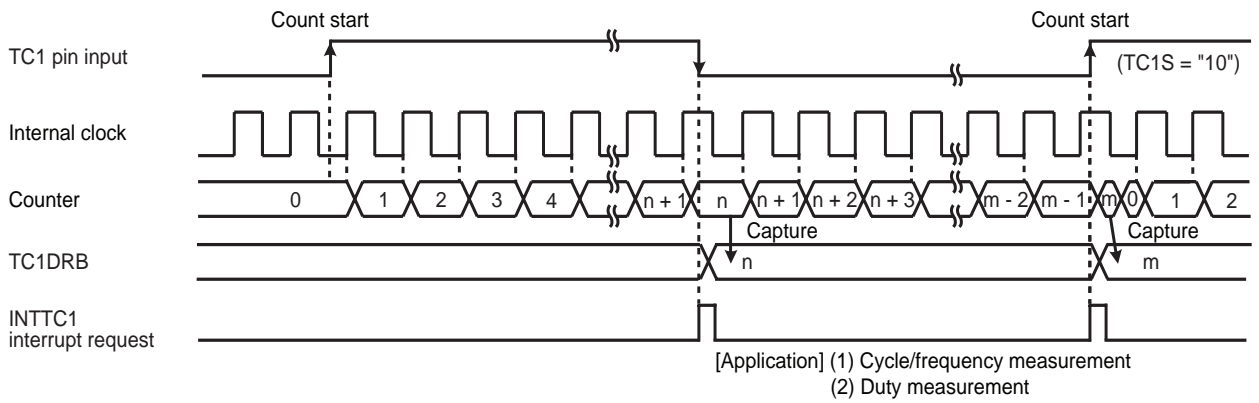 Count start
Count start
TC1 pin input
(TC1S = "10")
Internal clock
Counter
0 1 2 3 4 n + 1 n n + 1 n + 2 n + 3 m - 2 m - 1 m 0 1 2
Capture
Capture
TC1DRB
n
m
INTTC1
interrupt request
[Application] (1) Cycle/frequency measurement
(2) Duty measurement